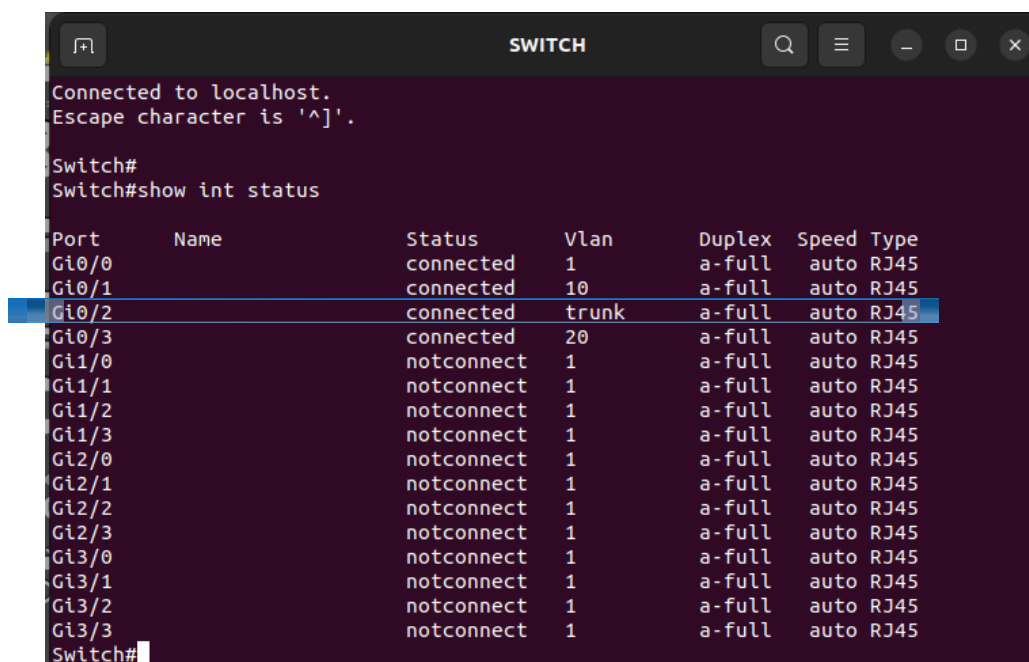 SWITCH
Connected to localhost.
Escape character is '^]'.
Switch#
Switch#show int status
Port Name Status Vlan Duplex Speed Type
Gi0/0 connected 1 a-full auto RJ45
Gi0/1 connected 10 a-full auto RJ45
Gi0/2 connected trunk a-full auto RJ45
Gi0/3 connected 20 a-full auto RJ45
Gi1/0 notconnect 1 a-full auto RJ45
Gi1/1 notconnect 1 a-full auto RJ45
Gi1/2 notconnect 1 a-full auto RJ45
Gi1/3 notconnect 1 a-full auto RJ45
Gi2/0 notconnect 1 a-full auto RJ45
Gi2/1 notconnect 1 a-full auto RJ45
Gi2/2 notconnect 1 a-full auto RJ45
Gi2/3 notconnect 1 a-full auto RJ45
Gi3/0 notconnect 1 a-full auto RJ45
Gi3/1 notconnect 1 a-full auto RJ45
Gi3/2 notconnect 1 a-full auto RJ45
Gi3/3 notconnect 1 a-full auto RJ45
Switch#